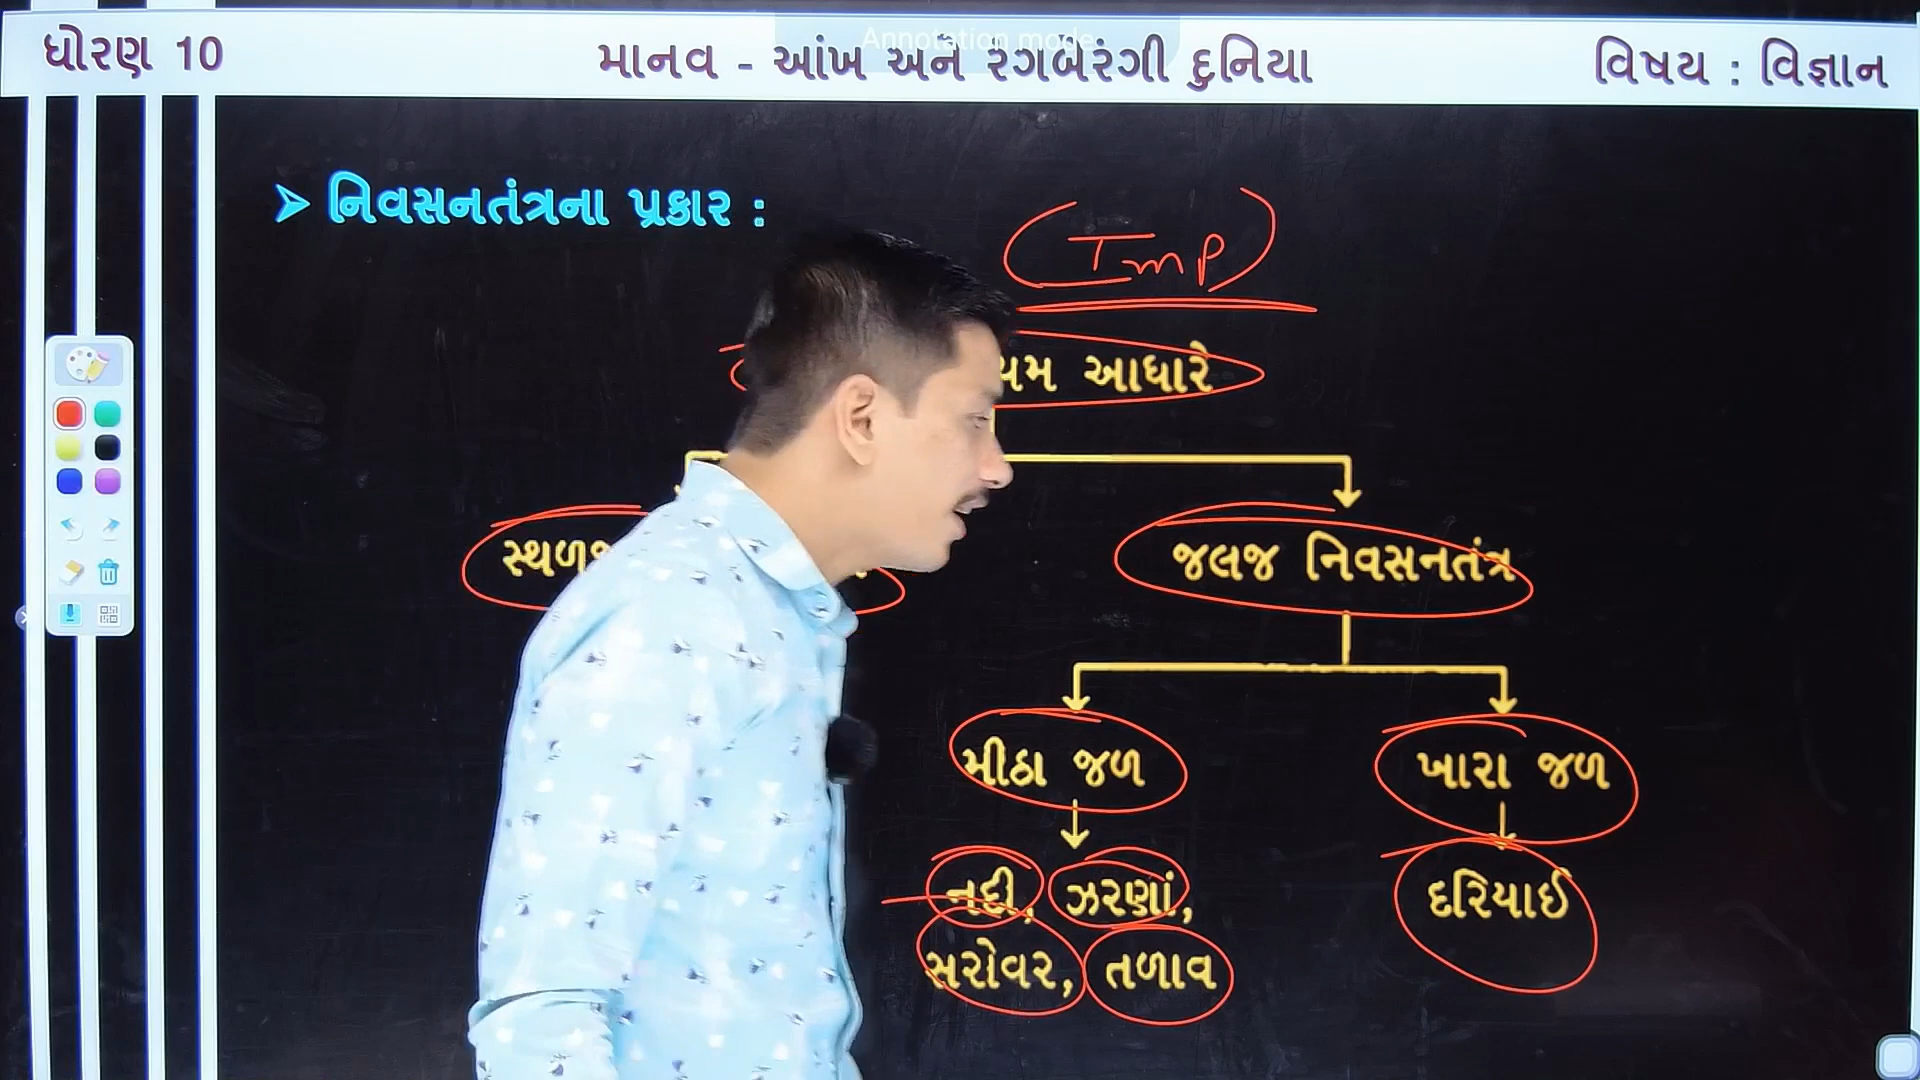 ધોરણ 10
માનવ - આંખ અને રંગબેરંગી દુનિયા
વિષય : વિજ્ઞાન
Annotation mode
➤ નિવસનતંત્રના પ્રકાર :
(Imp)
આધારે
જલજ નિવસનતંત્ર
મીઠા જળ
ખારા જળ
નદી, ઝરણાં,
દરિયાઈ
સરોવર, તળાવ